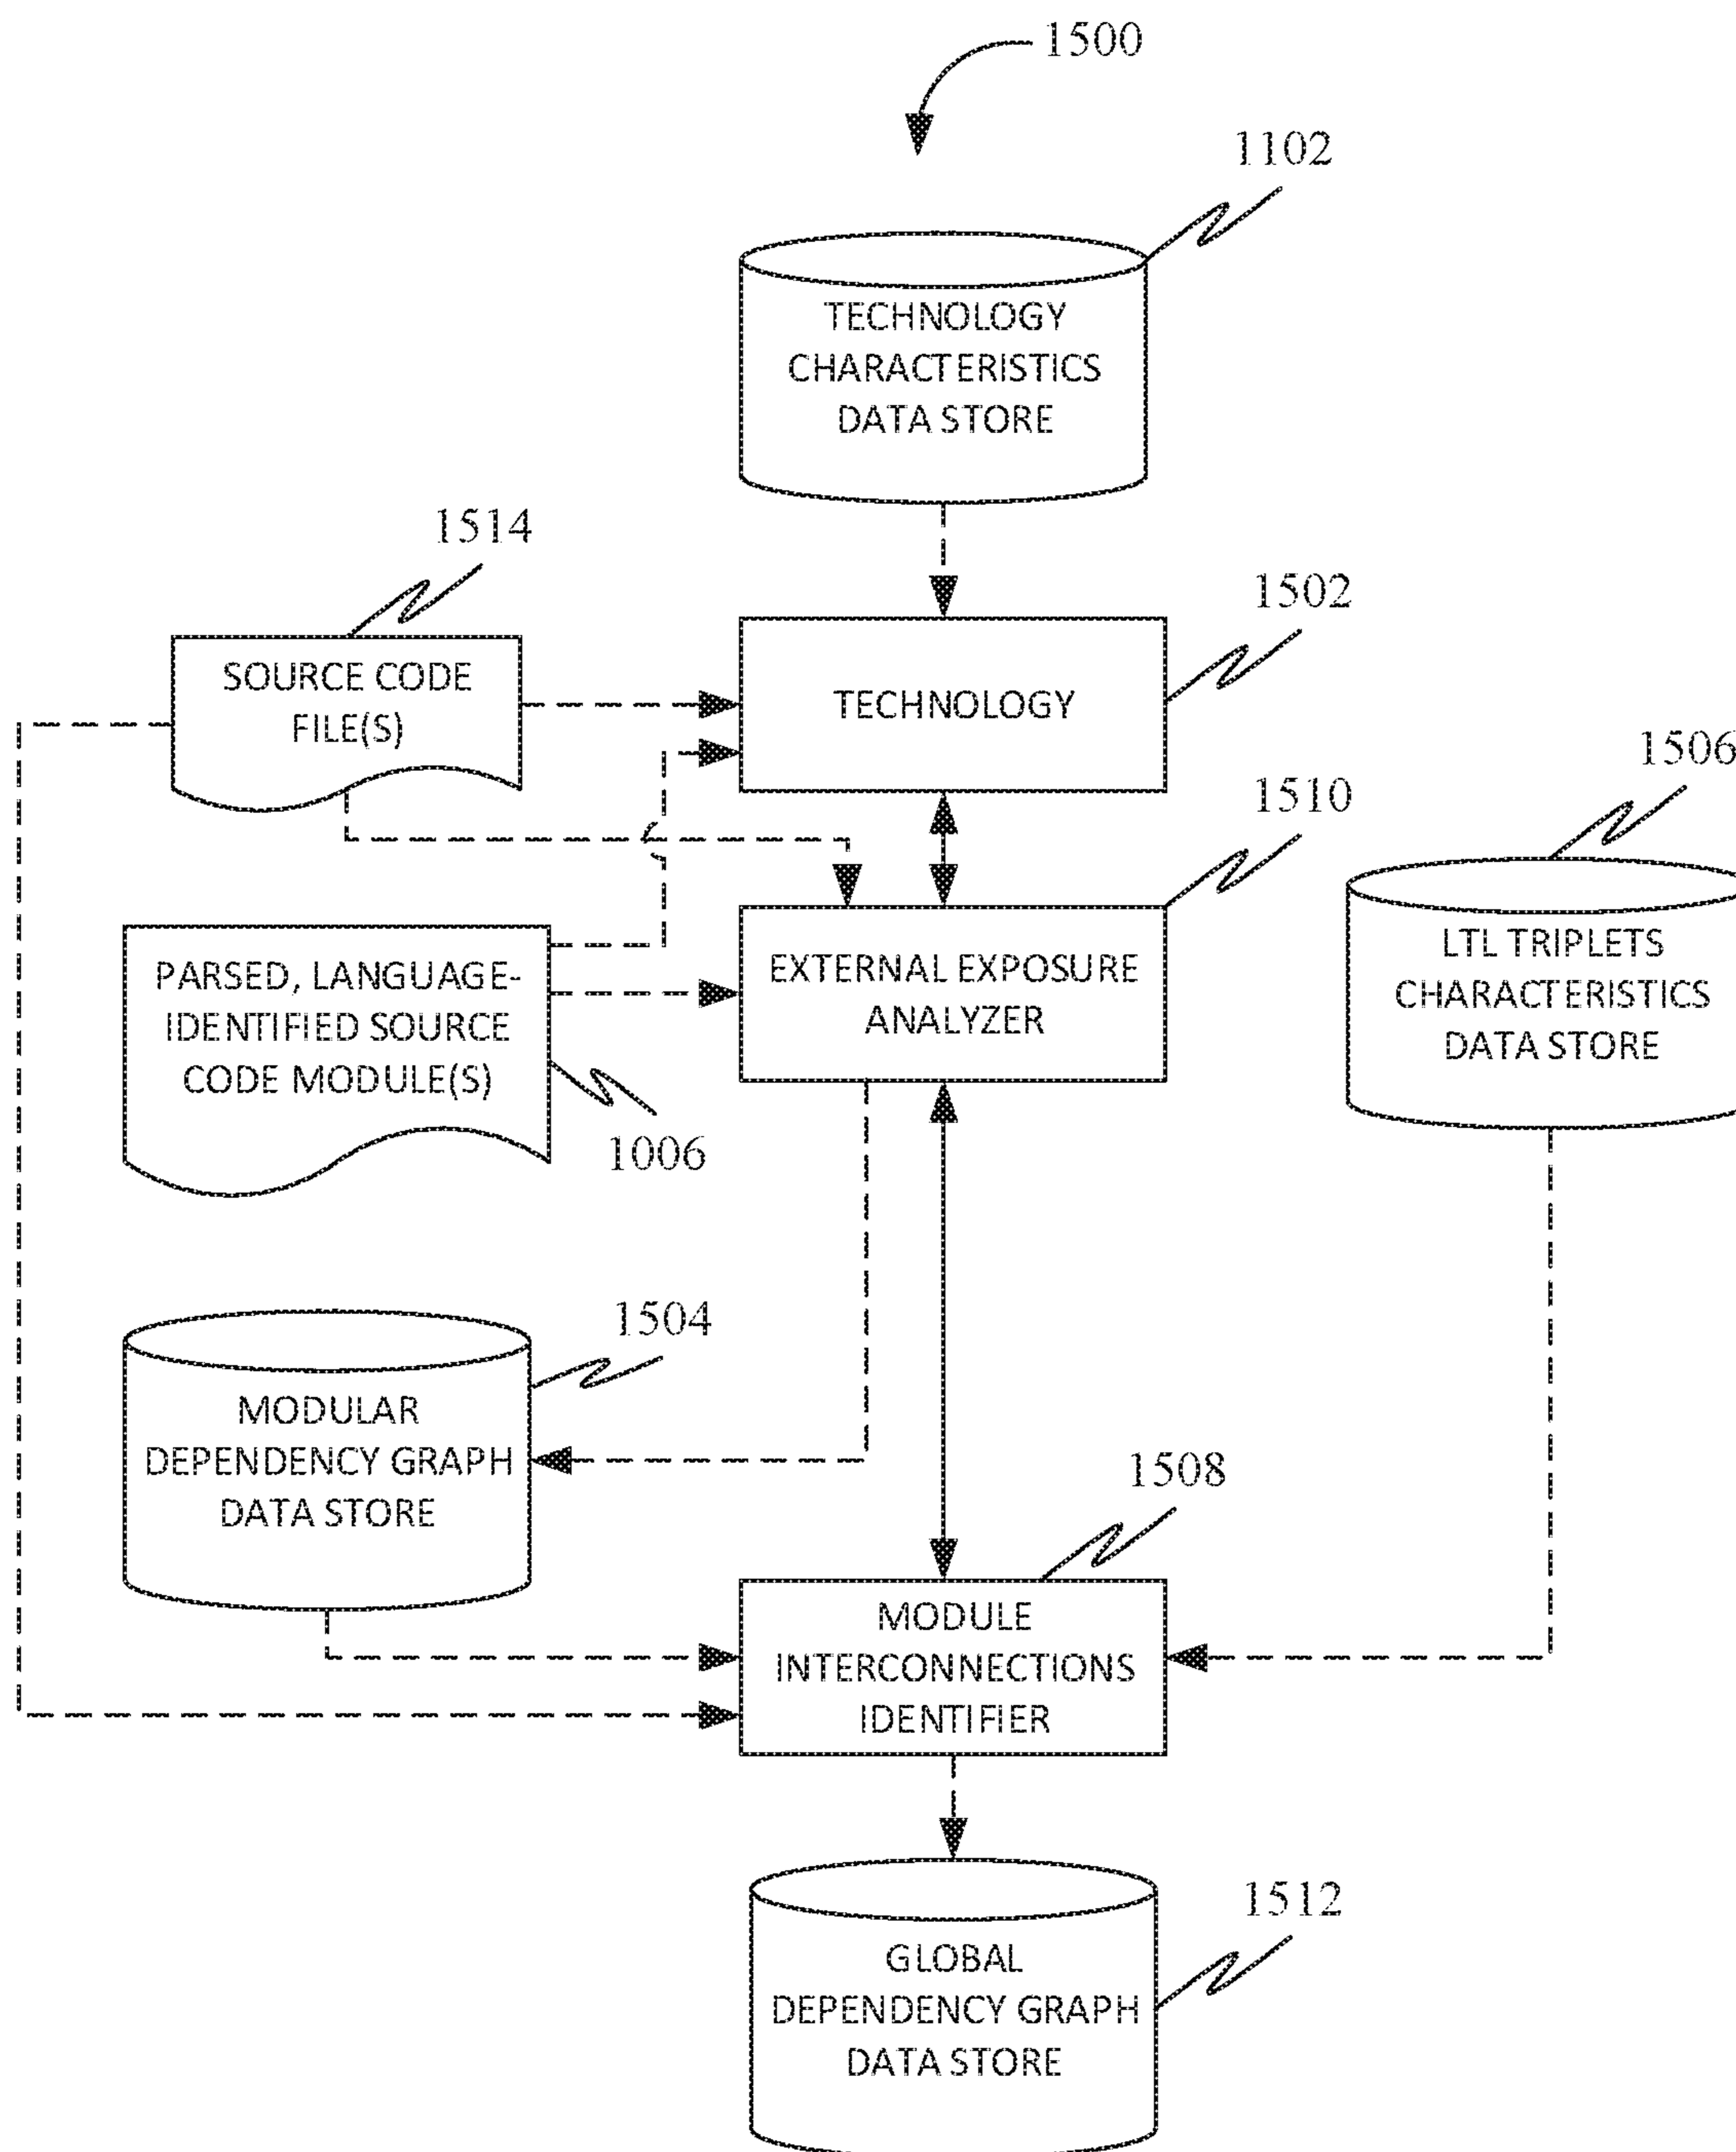 1500
1102
TECHNOLOGY
CHARACTERISTICS
DATA STORE
1514
1502
SOURCE CODE
FILE(S)
TECHNOLOGY
1506
1510
LTL TRIPLETS
CHARACTERISTICS
DATA STORE
EXTERNAL EXPOSURE
ANALYZER
PARSED, LANGUAGE-
IDENTIFIED SOURCE
CODE MODULE(S)
1006
1504
MODULAR
DEPENDENCY GRAPH
DATA STORE
1508
MODULE
INTERCONNECTIONS
IDENTIFIER
1512
GLOBAL
DEPENDENCY GRAPH
DATA STORE